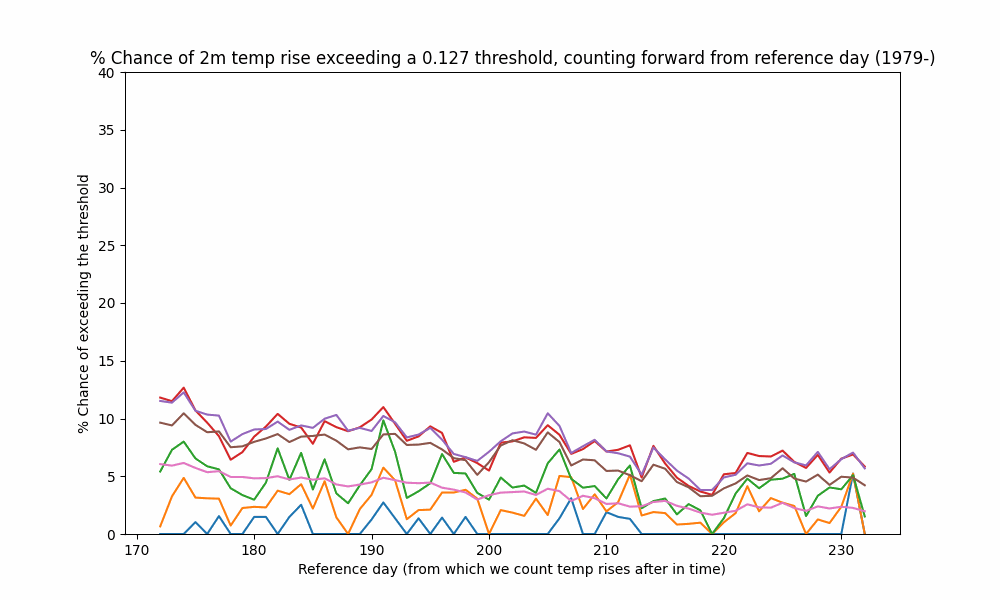 % Chance of 2m temp rise exceeding a 0.127 threshold, counting forward from reference day (1979-)
40
35
30
25
20
15
10
5
0
% Chance of exceeding the threshold
170 180 190 200 210 220 230
Reference day (from which we count temp rises after in time)